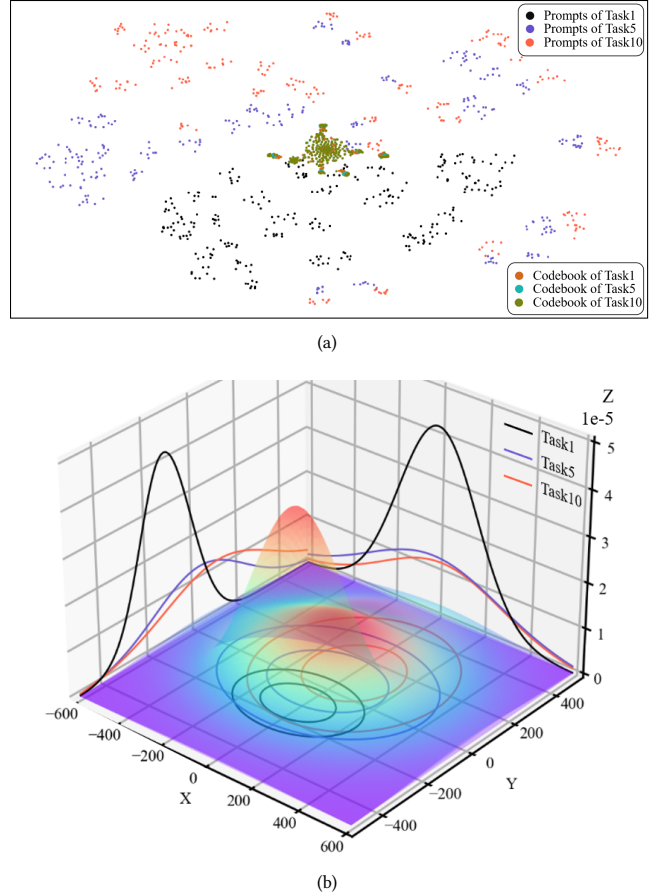 Prompts of Task1
Prompts of Task5
Prompts of Task10
Codebook of Task1
Codebook of Task5
Codebook of Task10
(a)
Z
1e-5
Task1
Task5
Task10
5
4
3
2
1
0
−600
−400
−200
0
200
400
600
X
400
200
0
−200
−400
Y
(b)